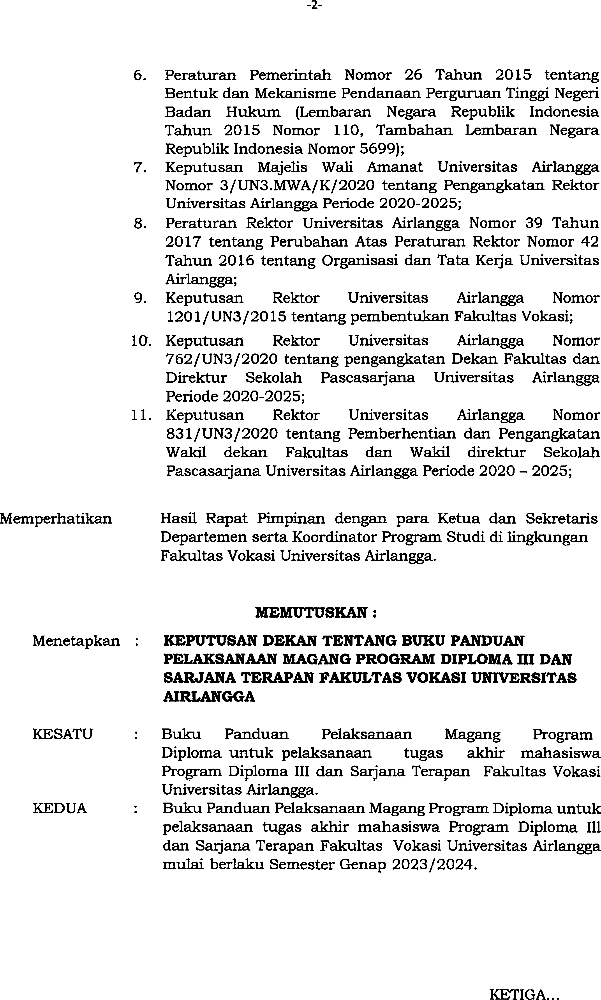 -2-
6. Peraturan Pemerintah Nomor 26 Tahun 2015 tentang
Bentuk dan Mekanisme Pendanaan Perguruan Tinggi Negeri
Badan Hukum (Lembaran Negara Republik Indonesia
Tahun 2015 Nomor 110, Tambahan Lembaran Negara
Republik Indonesia Nomor 5699);
7. Keputusan Majelis Wali Amanat Universitas Airlangga
Nomor 3/UN3.MWA/K/2020 tentang Pengangkatan Rektor
Universitas Airlangga Periode 2020-2025;
8. Peraturan Rektor Universitas Airlangga Nomor 39 Tahun
2017 tentang Perubahan Atas Peraturan Rektor Nomor 42
Tahun 2016 tentang Organisasi dan Tata Kerja Universitas
Airlangga;
9. Keputusan Rektor Universitas Airlangga Nomor
1201/UN3/2015 tentang pembentukan Fakultas Vokasi;
10. Keputusan Rektor Universitas Airlangga Nomor
762/UN3/2020 tentang pengangkatan Dekan Fakultas dan
Direktur Sekolah Pascasarjana Universitas Airlangga
Periode 2020-2025;
11. Keputusan Rektor Universitas Airlangga Nomor
831/UN3/2020 tentang Pemberhentian dan Pengangkatan
Wakil dekan Fakultas dan Wakil direktur Sekolah
Pascasarjana Universitas Airlangga Periode 2020 – 2025;
Memperhatikan Hasil Rapat Pimpinan dengan para Ketua dan Sekretaris
Departemen serta Koordinator Program Studi di lingkungan
Fakultas Vokasi Universitas Airlangga.
MEMUTUSKAN :
Menetapkan : KEPUTUSAN DEKAN TENTANG BUKU PANDUAN
PELAKSANAAN MAGANG PROGRAM DIPLOMA III DAN
SARJANA TERAPAN FAKULTAS VOKASI UNIVERSITAS
AIRLANGGA
KESATU : Buku Panduan Pelaksanaan Magang Program
Diploma untuk pelaksanaan tugas akhir mahasiswa
Program Diploma III dan Sarjana Terapan Fakultas Vokasi
Universitas Airlangga.
KEDUA : Buku Panduan Pelaksanaan Magang Program Diploma untuk
pelaksanaan tugas akhir mahasiswa Program Diploma III
dan Sarjana Terapan Fakultas Vokasi Universitas Airlangga
mulai berlaku Semester Genap 2023/2024.
KETIGA...